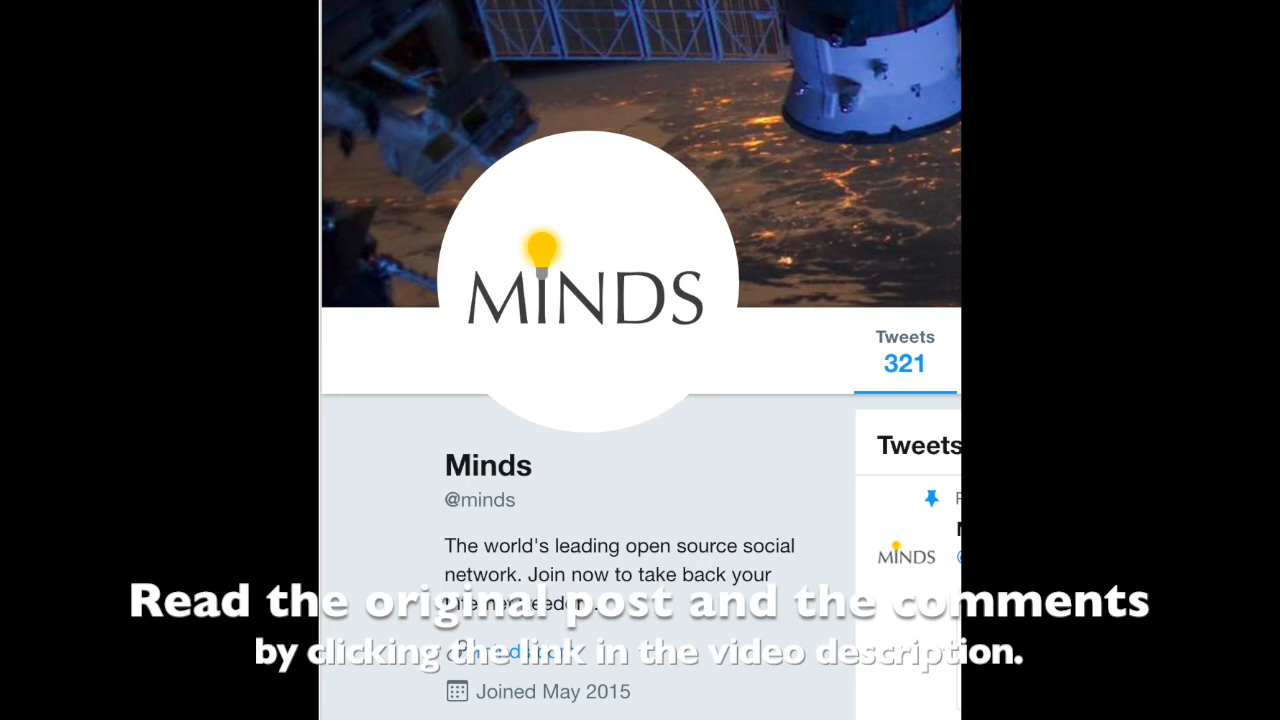 MINDS
Tweets
321
Minds
@minds
Tweets
The world's leading open source social
network. Join now to take back your
MINDS
Read the original post and the comments
by clicking the link in the video description.
Joined May 2015